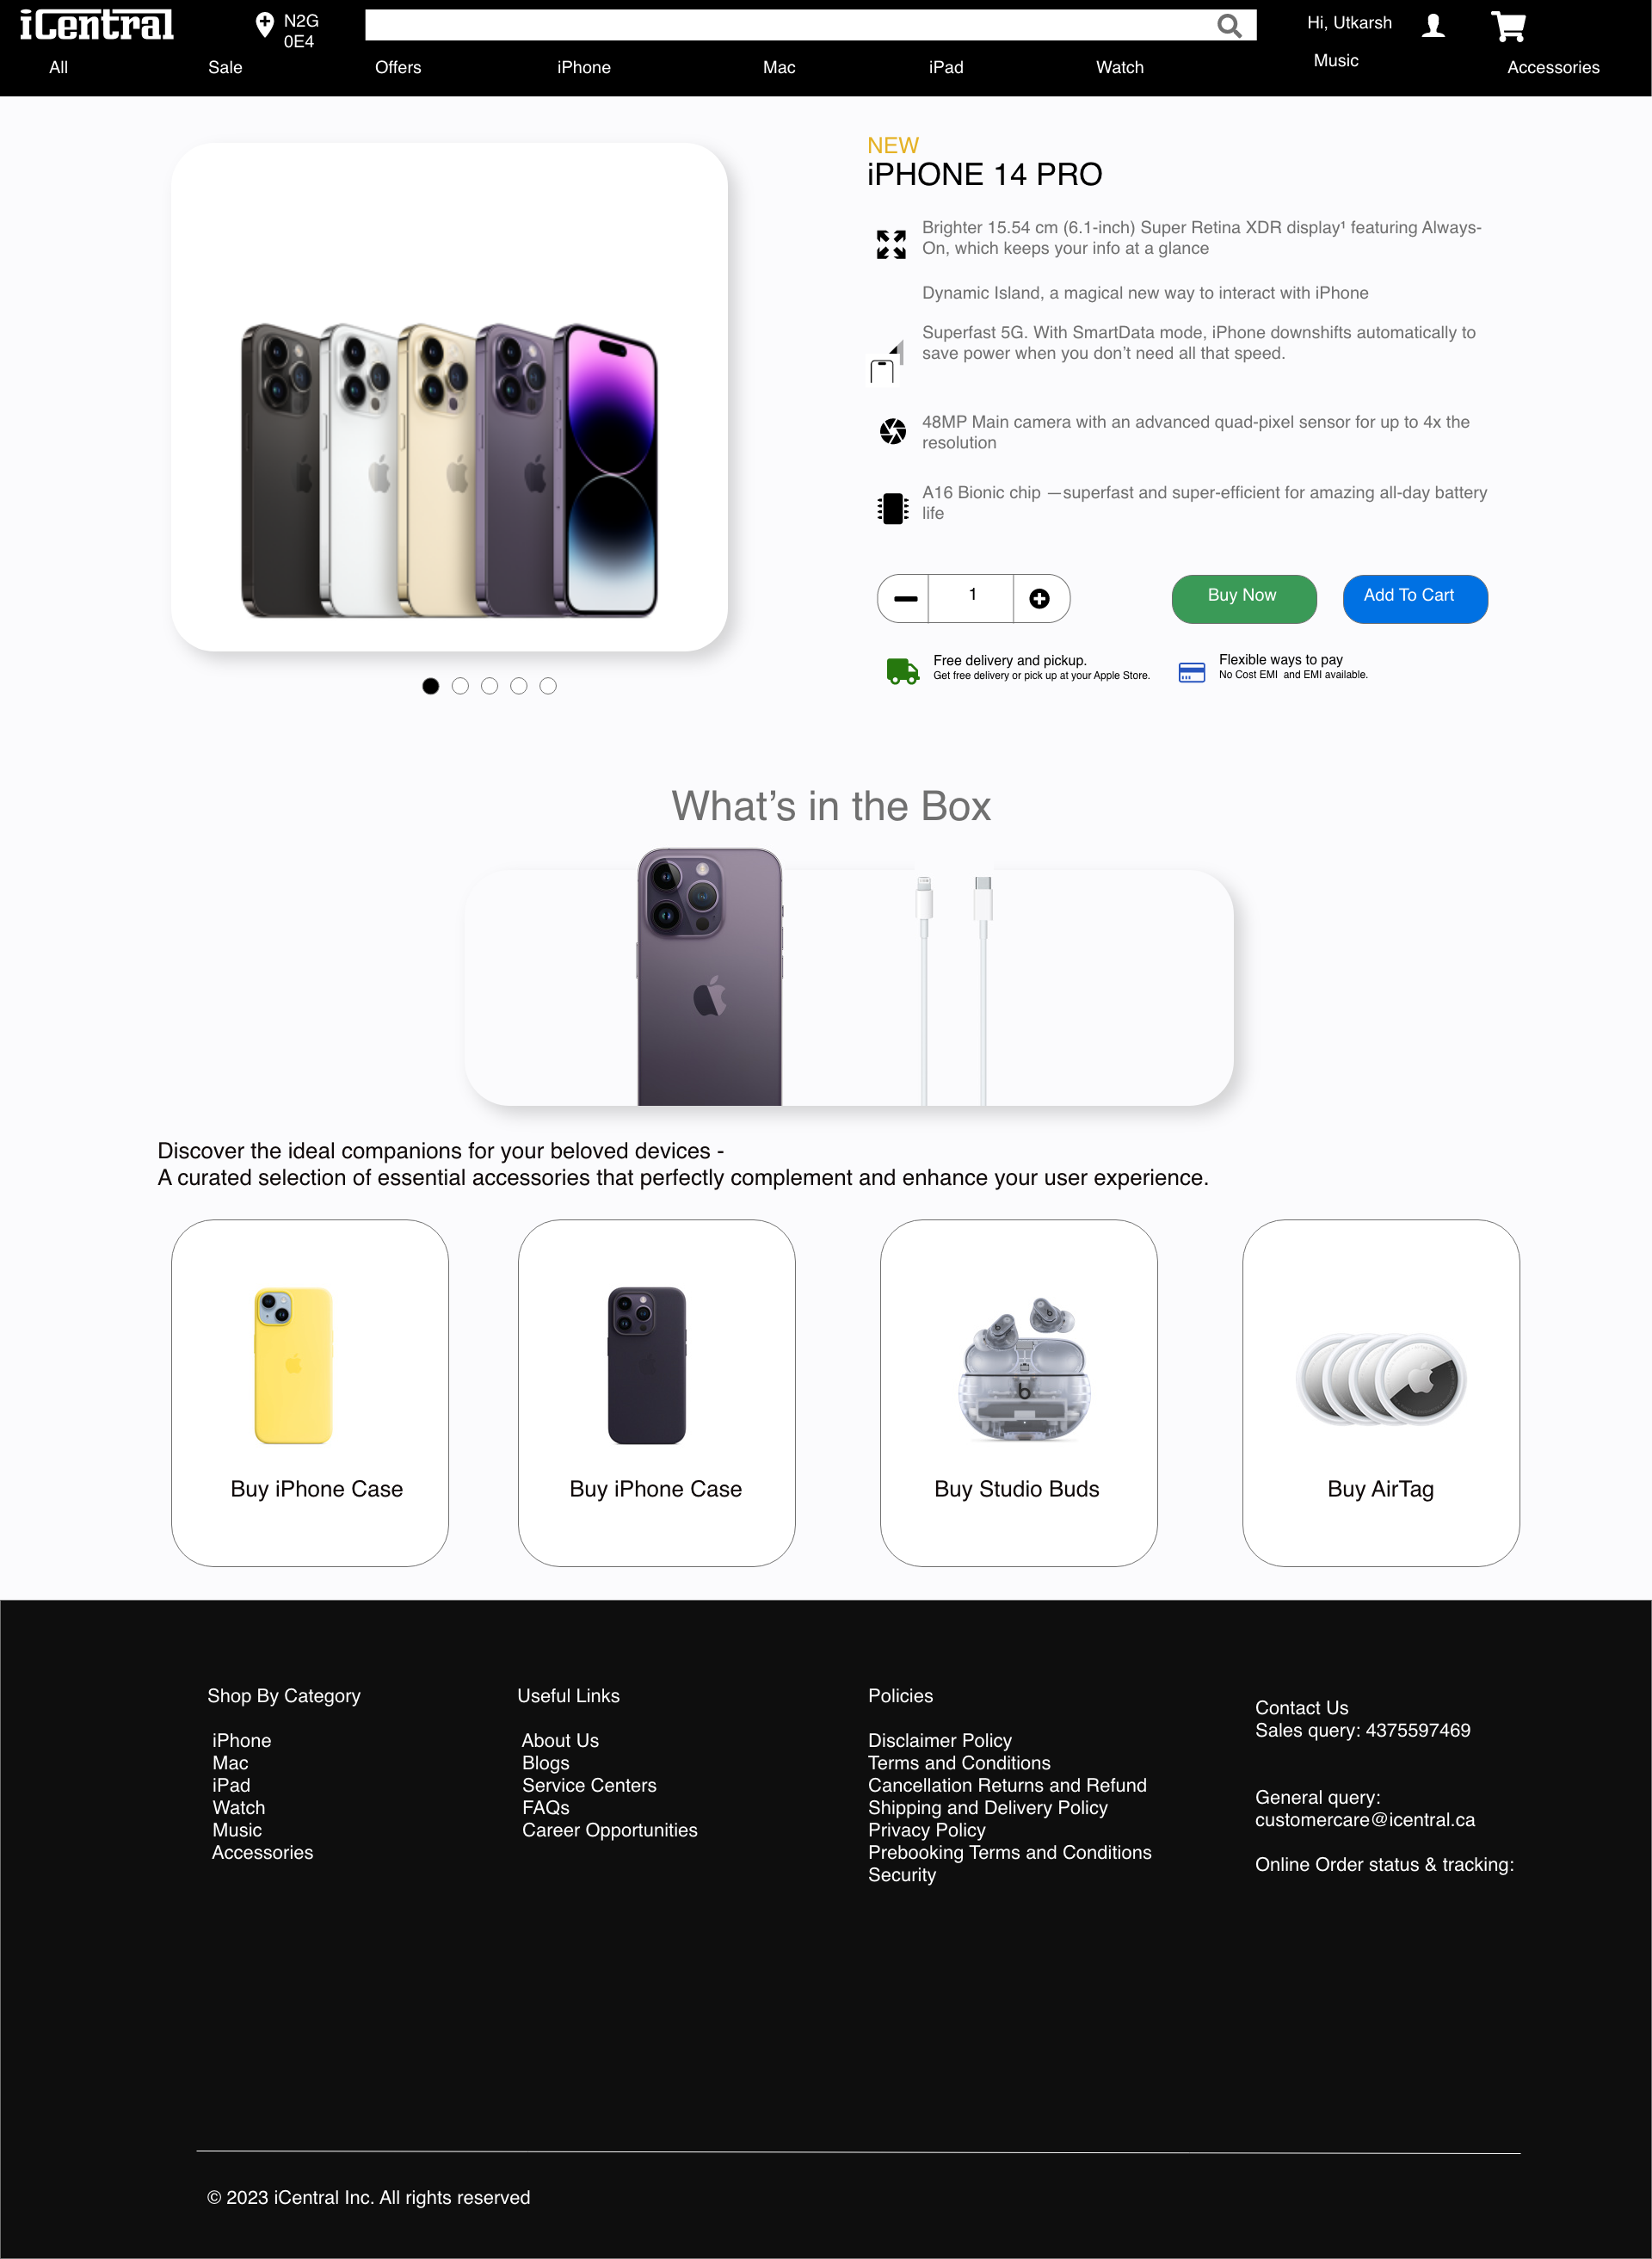 iCentral
N2G
0E4
Hi, Utkarsh
All
Sale
Offers
iPhone
Mac
iPad
Watch
Music
Accessories
NEW
iPHONE 14 PRO
Brighter 15.54 cm (6.1-inch) Super Retina XDR display¹ featuring Always-
On, which keeps your info at a glance
Dynamic Island, a magical new way to interact with iPhone
Superfast 5G. With SmartData mode, iPhone downshifts automatically to
save power when you don’t need all that speed.
48MP Main camera with an advanced quad-pixel sensor for up to 4x the
resolution
A16 Bionic chip —superfast and super-efficient for amazing all-day battery
life
1
Buy Now
Add To Cart
Free delivery and pickup.
Get free delivery or pick up at your Apple Store.
Flexible ways to pay
No Cost EMI and EMI available.
What’s in the Box
Discover the ideal companions for your beloved devices -
A curated selection of essential accessories that perfectly complement and enhance your user experience.
b
Buy iPhone Case
Buy iPhone Case
Buy Studio Buds
Buy AirTag
Shop By Category
iPhone
Mac
iPad
Watch
Music
Accessories
Useful Links
About Us
Blogs
Service Centers
FAQs
Career Opportunities
Policies
Disclaimer Policy
Terms and Conditions
Cancellation Returns and Refund
Shipping and Delivery Policy
Privacy Policy
Prebooking Terms and Conditions
Security
Contact Us
Sales query: 4375597469
General query:
customercare@icentral.ca
Online Order status & tracking:
© 2023 iCentral Inc. All rights reserved